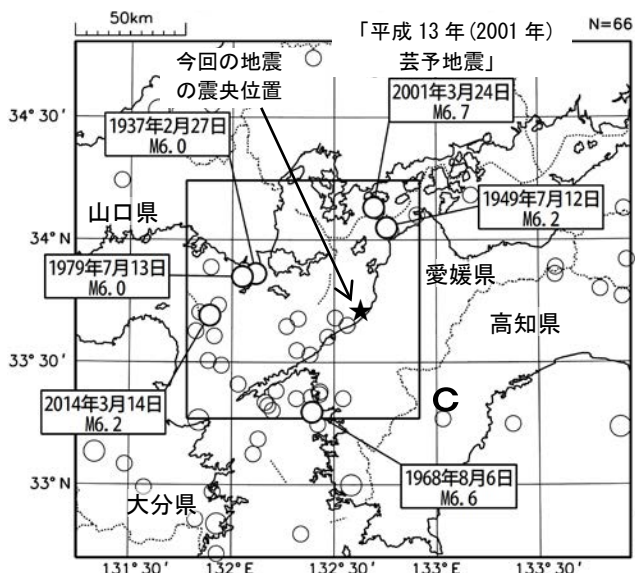 50km
N=66
「平成 13 年 (2001 年)
芸予地震」
今回の地震
の震央位置
2001年3月24日
M6.7
34° 30′
1937年2月27日
M6.0
山口県
1949年7月12日
M6.2
34° N
愛媛県
1979年7月13日
M6.0
高知県
33° 30′
2014年3月14日
M6.2
C
1968年8月6日
M6.6
33° N
大分県
131° 30′
132° E
132° 30′
133° E
133° 30′